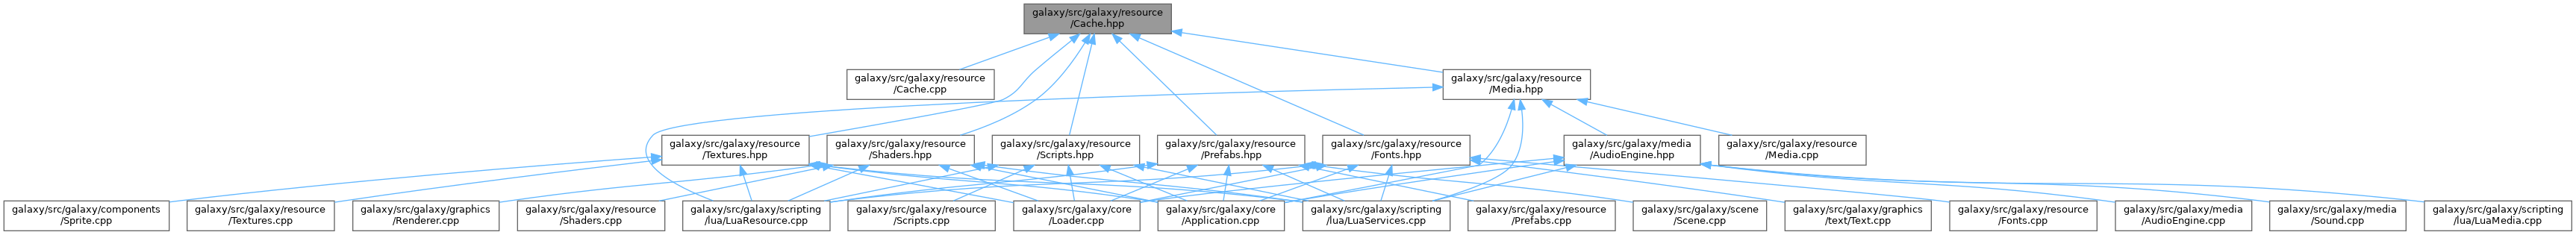 galaxy/src/galaxy/resource
/Cache.hpp
galaxy/src/galaxy/resource
/Cache.cpp
galaxy/src/galaxy/resource
/Media.hpp
galaxy/src/galaxy/resource
/Textures.hpp
galaxy/src/galaxy/resource
/Shaders.hpp
galaxy/src/galaxy/resource
/Scripts.hpp
galaxy/src/galaxy/resource
/Prefabs.hpp
galaxy/src/galaxy/resource
/Fonts.hpp
galaxy/src/galaxy/media
/AudioEngine.hpp
galaxy/src/galaxy/resource
/Media.cpp
galaxy/src/galaxy/components
/Sprite.cpp
galaxy/src/galaxy/resource
/Textures.cpp
galaxy/src/galaxy/graphics
/Renderer.cpp
galaxy/src/galaxy/resource
/Shaders.cpp
galaxy/src/galaxy/scripting
/lua/LuaResource.cpp
galaxy/src/galaxy/resource
/Scripts.cpp
galaxy/src/galaxy/core
/Loader.cpp
galaxy/src/galaxy/core
/Application.cpp
galaxy/src/galaxy/scripting
/lua/LuaServices.cpp
galaxy/src/galaxy/resource
/Prefabs.cpp
galaxy/src/galaxy/scene
/Scene.cpp
galaxy/src/galaxy/graphics
/text/Text.cpp
galaxy/src/galaxy/resource
/Fonts.cpp
galaxy/src/galaxy/media
/AudioEngine.cpp
galaxy/src/galaxy/media
/Sound.cpp
galaxy/src/galaxy/scripting
/lua/LuaMedia.cpp